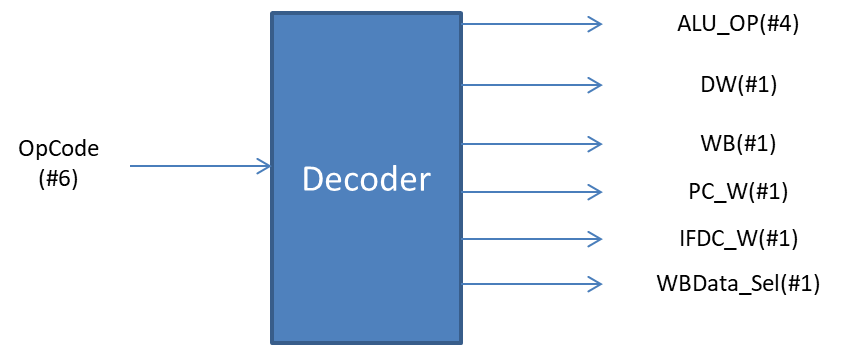 OpCode
(#6)
Decoder
ALU_OP(#4)
DW(#1)
WB(#1)
PC_W(#1)
IFDC_W(#1)
WBData_Sel(#1)